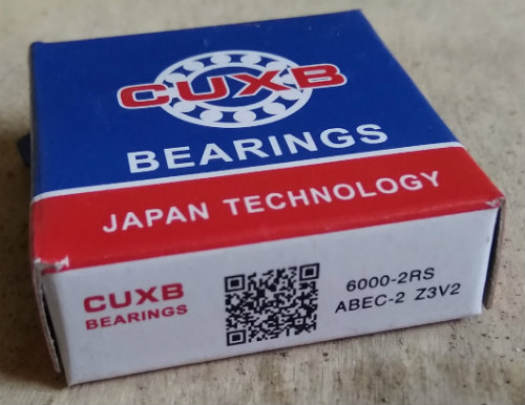 CUXB
BEARINGS
JAPAN TECHNOLOGY
CUXB
BEARINGS
6000-2RS
ABEC-2 Z3V2